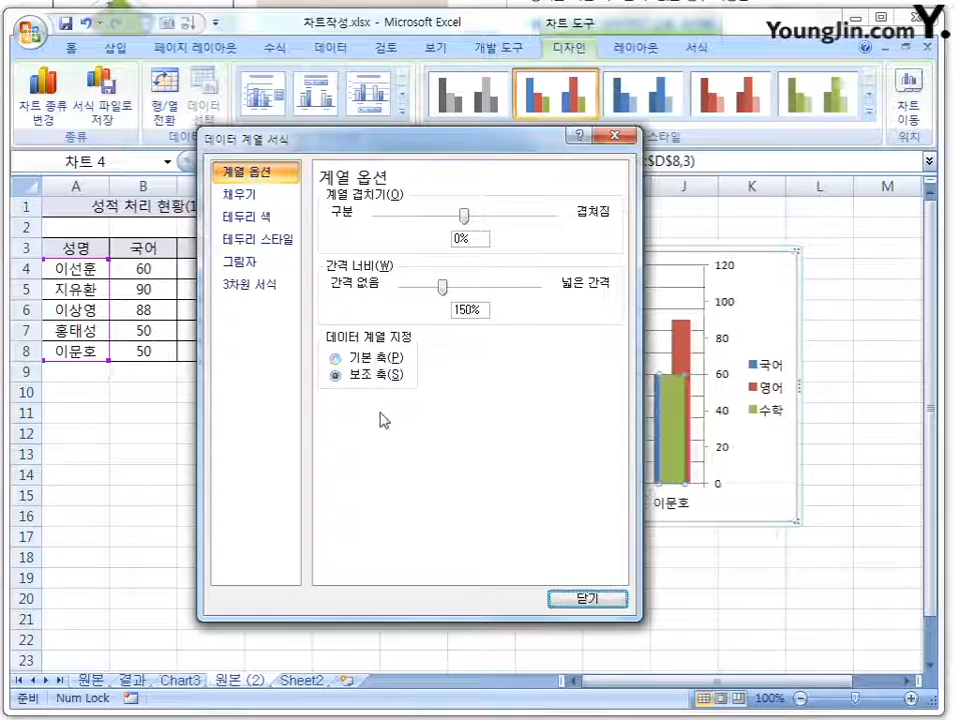 차트작성.xlsx - Microsoft Excel
차트 도구
Youngjin.com Y.
홈 삽입 페이지 레이아웃 수식 데이터 검토 보기 개발 도구 디자인 레이아웃 서식
차트 종류 변경
서식 파일로 저장
행/열 전환
데이터 선택
차트 이동
종류
스타일
위치
차트 4
:$D$8,3)
A B J K L M
1 성적 처리 현황(1
2
3 성명 국어
4 이선훈 60
5 지유환 90
6 이상영 88
7 홍태성 50
8 이문호 50
9
10
11
12
13
14
15
16
17
18
19
20
21
22
23
데이터 계열 서식
계열 옵션
채우기
테두리 색
테두리 스타일
그림자
3차원 서식
계열 옵션
계열 겹치기(O)
구분 겹쳐짐
0%
간격 너비(W)
간격 없음 넓은 간격
150%
데이터 계열 지정
기본 축(P)
보조 축(S)
닫기
120
100
80
60
40
20
0
국어
영어
수학
이문호
원본 결과 Chart3 원본 (2) Sheet2
준비 Num Lock 100%